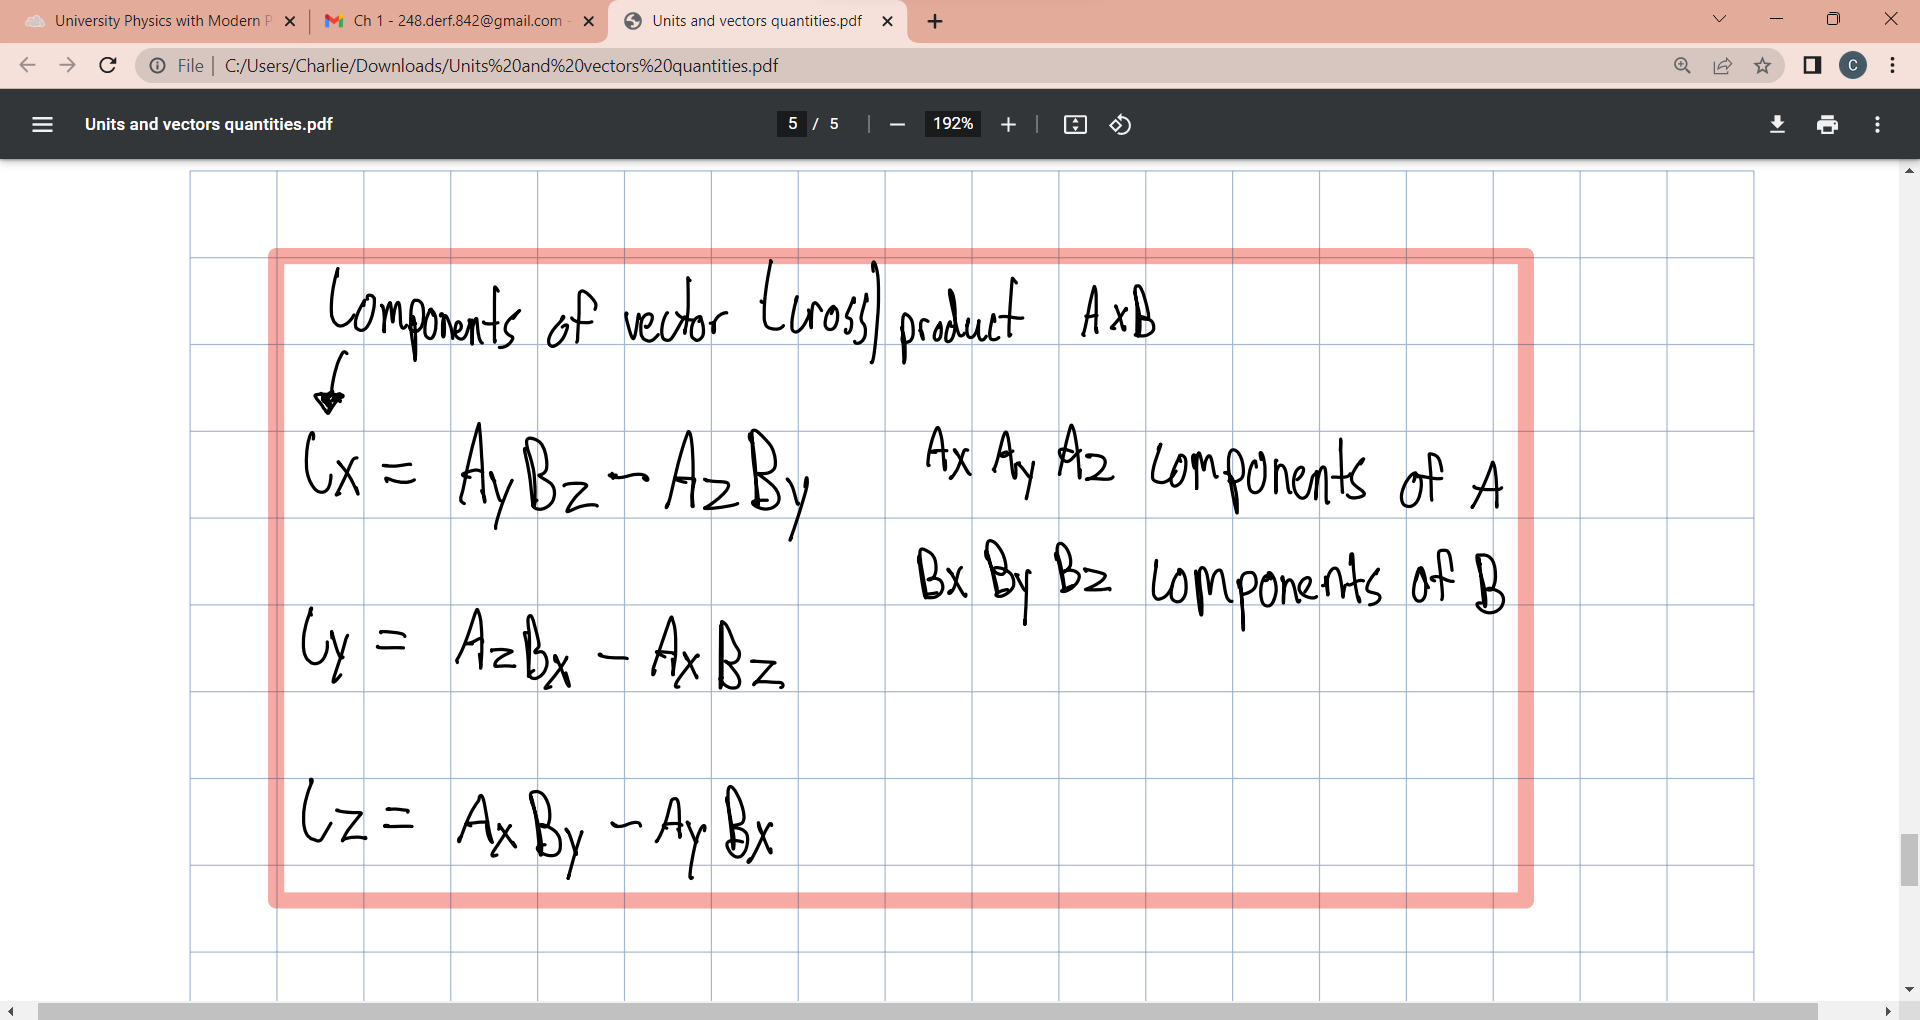 University Physics with Modern P
Ch 1 - 248.derf.842@gmail.com -
Units and vectors quantities.pdf
File | C:/Users/Charlie/Downloads/Units%20and%20vectors%20quantities.pdf
C
Units and vectors quantities.pdf
5 / 5 | − 192% + |
Components of vector (cross) product AxB
Cx = AyBz - AzBy
Ax Ay Az components of A
Bx By Bz components of B
Cy = AzBx - AxBz
Cz = AxBy - AyBx